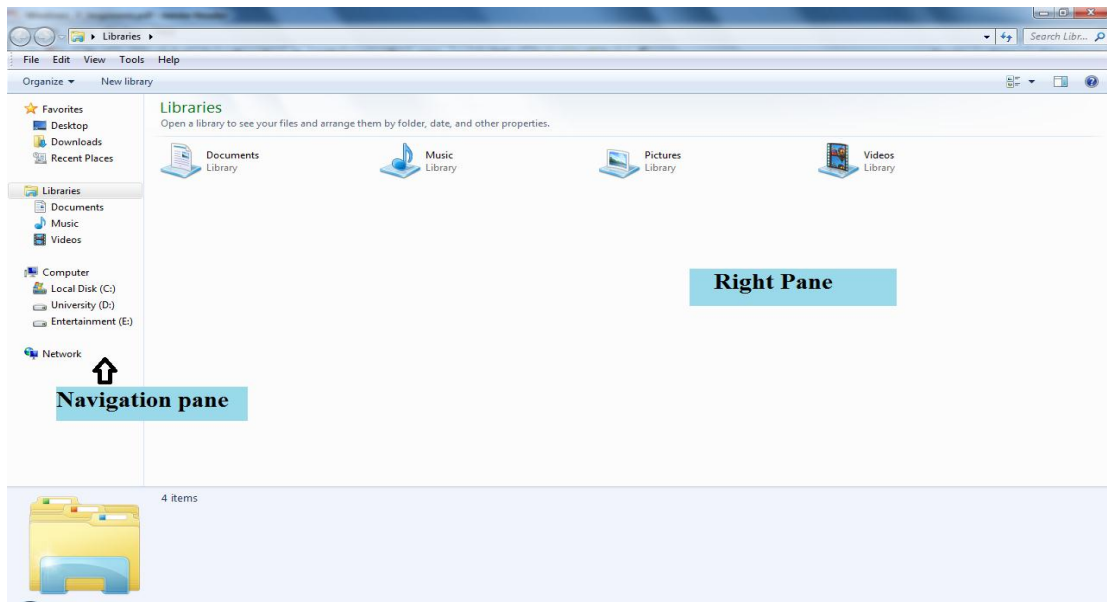 Libraries
Search Libr...
File Edit View Tools Help
Organize New library
Favorites
Desktop
Downloads
Recent Places
Libraries
Documents
Music
Videos
Computer
Local Disk (C:)
University (D:)
Entertainment (E:)
Network
Navigation pane
Libraries
Open a library to see your files and arrange them by folder, date, and other properties.
Documents
Library
Music
Library
Pictures
Library
Videos
Library
Right Pane
4 items